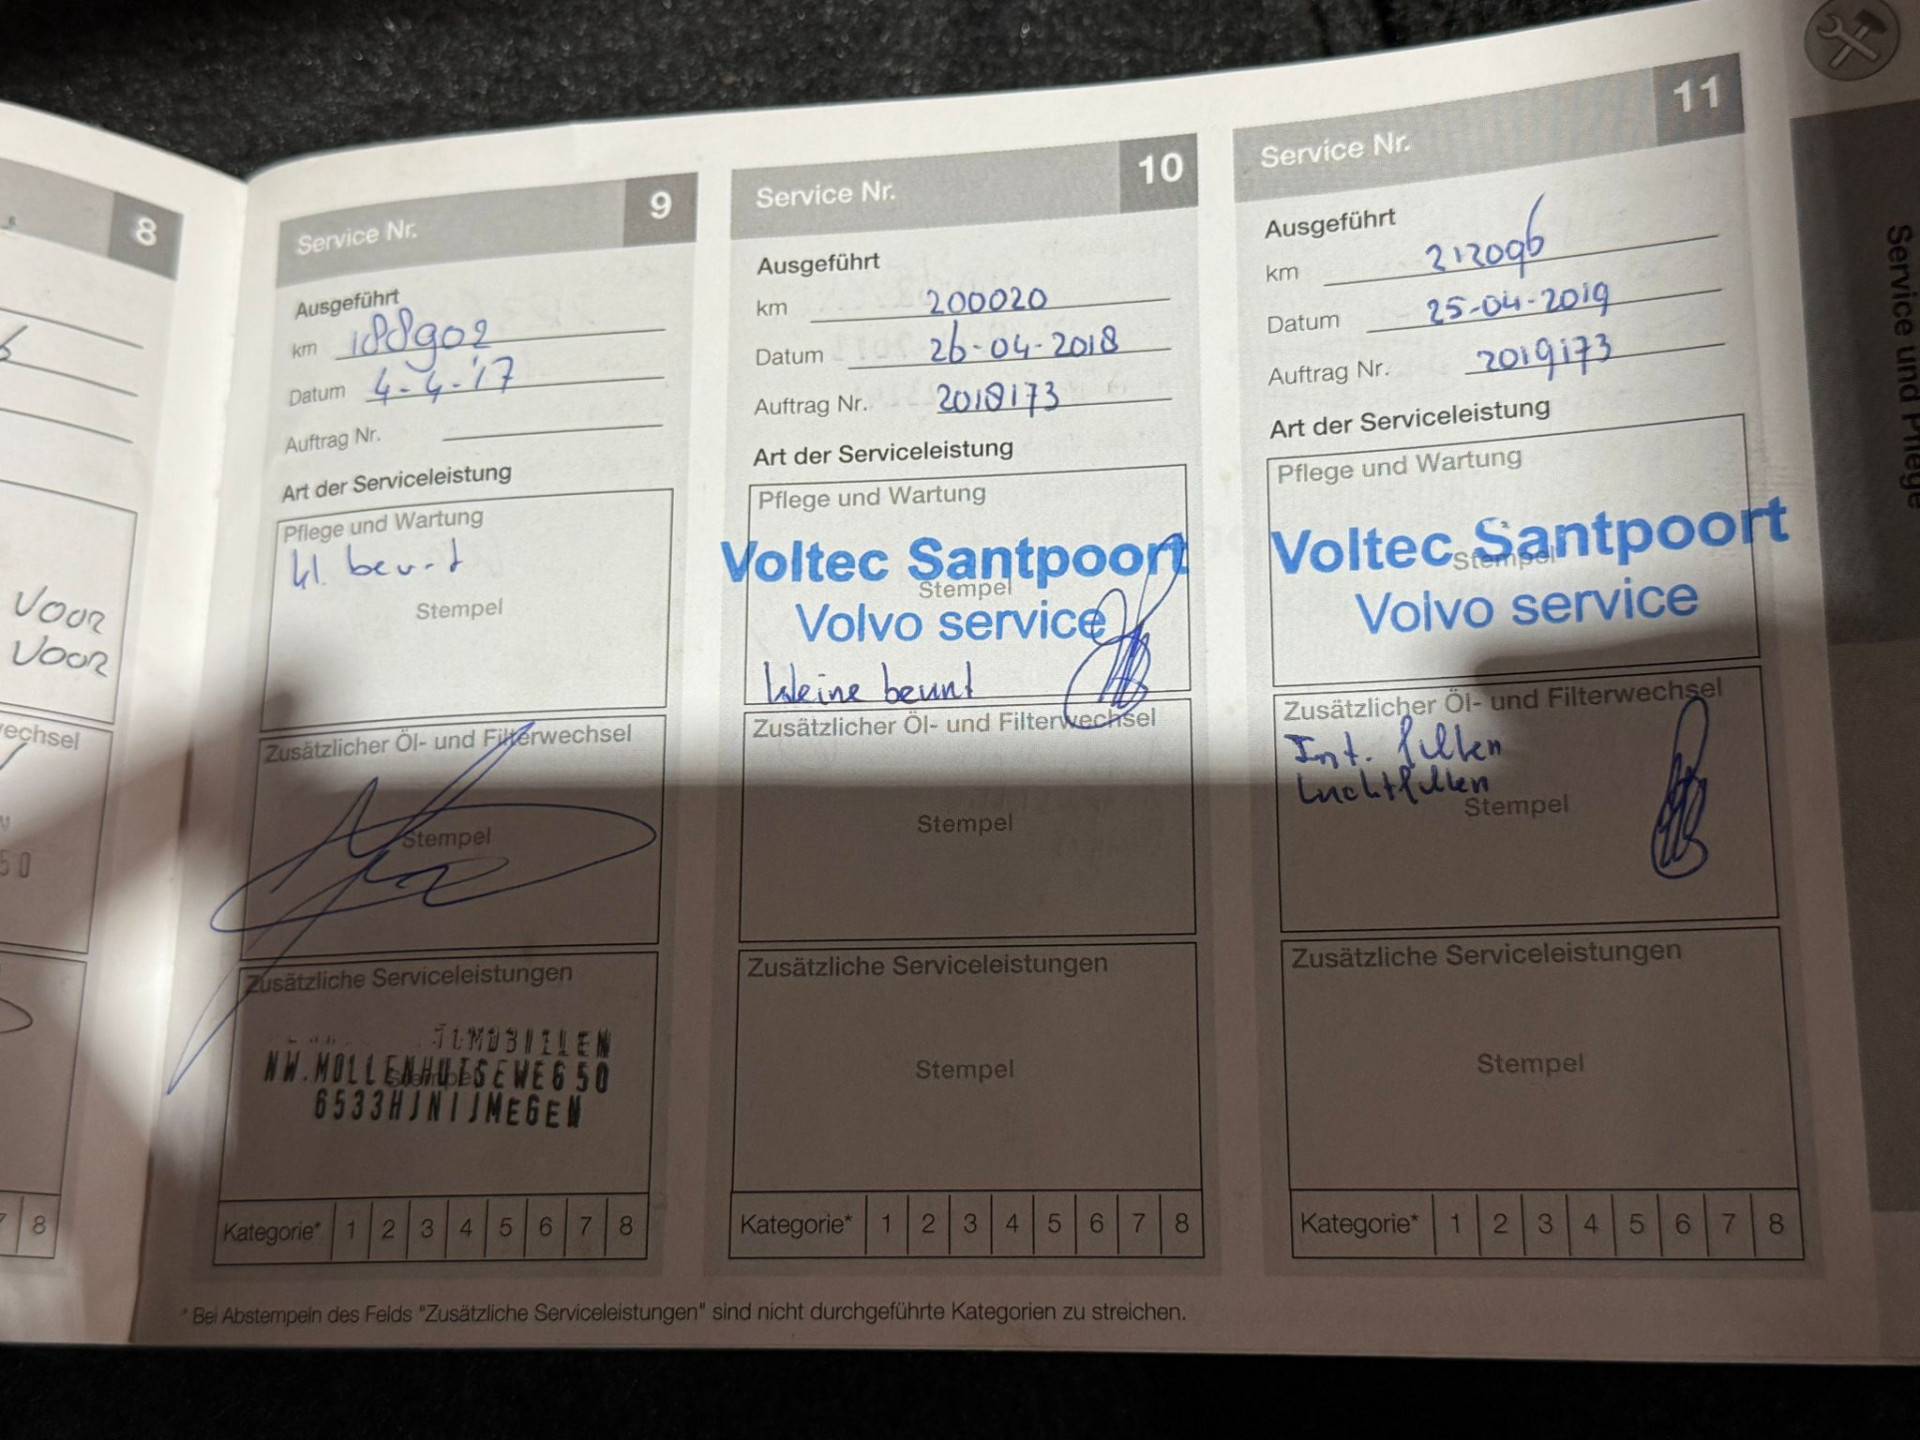 8
VOOR
VOOR
echsel
50
8
Service Nr. 9
Ausgeführt
km 188902
Datum 4-4-'17
Auftrag Nr.
Art der Serviceleistung
Pflege und Wartung
kl. beurt
Stempel
Zusätzlicher Öl- und Filterwechsel
Stempel
Zusätzliche Serviceleistungen
Stempel
NW.MOLLENHUTSEWEG50
6533HJNIJMEGEN
Kategorie* 1 2 3 4 5 6 7 8
Service Nr. 10
Ausgeführt
km 200020
Datum 26-04-2018
Auftrag Nr. 2018173
Art der Serviceleistung
Pflege und Wartung
Voltec Santpoort
Stempel
Volvo service
kleine beurt
Zusätzlicher Öl- und Filterwechsel
Stempel
Zusätzliche Serviceleistungen
Stempel
Kategorie* 1 2 3 4 5 6 7 8
Service Nr. 11
Ausgeführt
km 212096
Datum 25-04-2019
Auftrag Nr. 2019173
Art der Serviceleistung
Pflege und Wartung
Voltec Santpoort
Stempel
Volvo service
Zusätzlicher Öl- und Filterwechsel
Int. filter
Luchtfilter
Stempel
Zusätzliche Serviceleistungen
Stempel
Kategorie* 1 2 3 4 5 6 7 8
* Bei Abstempeln des Felds "Zusätzliche Serviceleistungen" sind nicht durchgeführte Kategorien zu streichen.
Service und Pflege